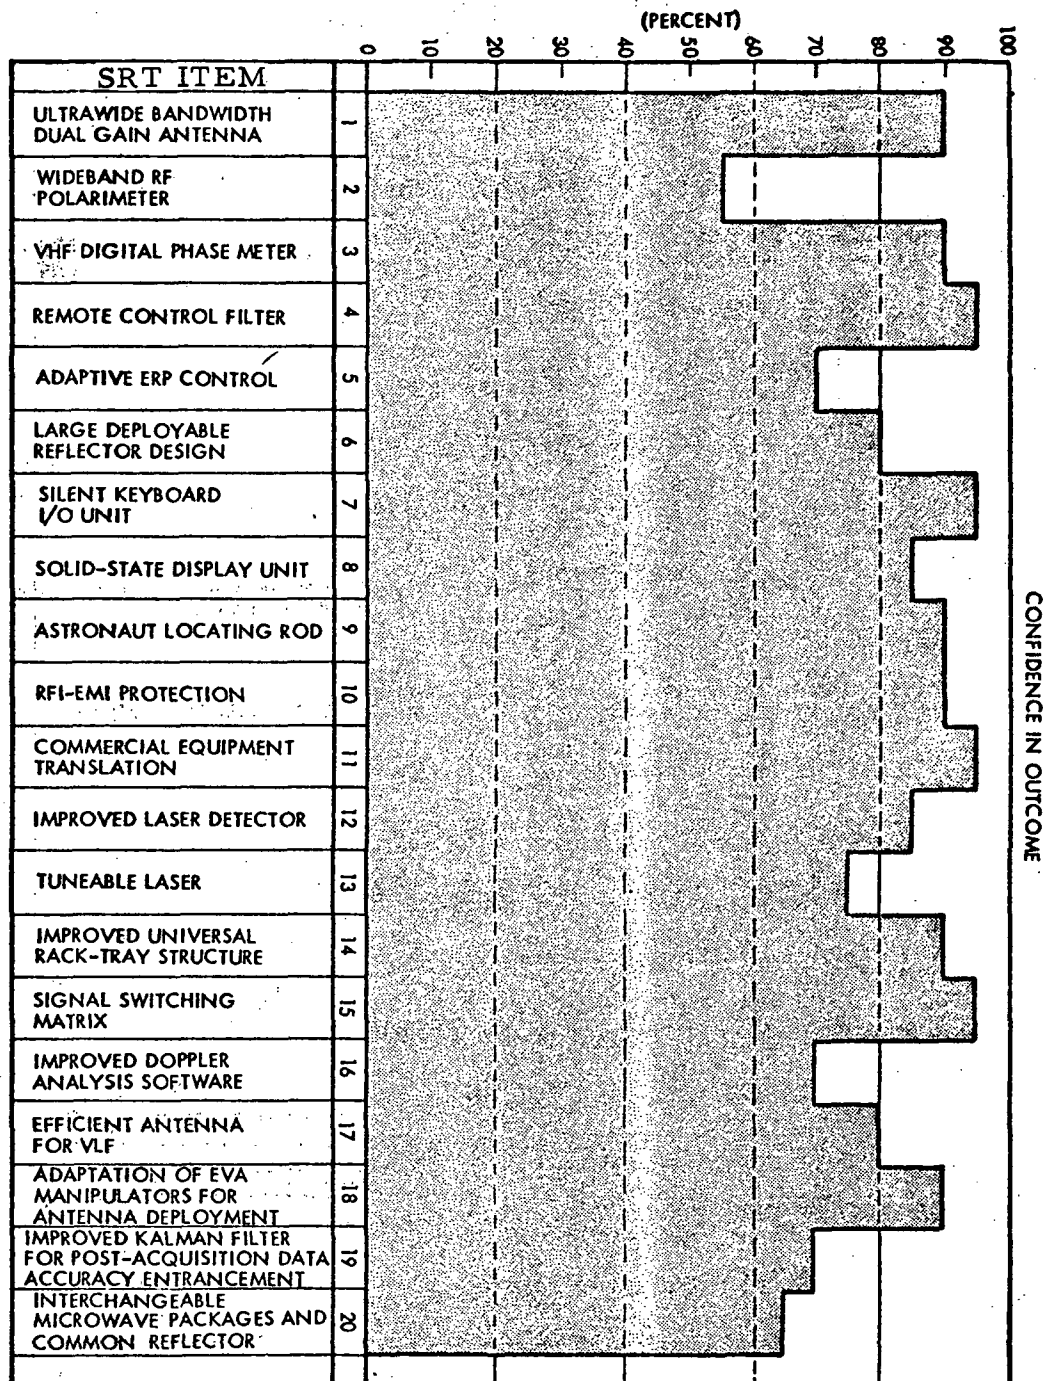 (PERCENT)
0 10 20 30 40 50 60 70 80 90 100
CONFIDENCE IN OUTCOME
SRT ITEM
ULTRAWIDE BANDWIDTH
DUAL GAIN ANTENNA
1
WIDEBAND RF
POLARIMETER
2
VHF DIGITAL PHASE METER
3
REMOTE CONTROL FILTER
4
ADAPTIVE ERP CONTROL
5
LARGE DEPLOYABLE
REFLECTOR DESIGN
6
SILENT KEYBOARD
I/O UNIT
7
SOLID-STATE DISPLAY UNIT
8
ASTRONAUT LOCATING ROD
9
RFI-EMI PROTECTION
10
COMMERCIAL EQUIPMENT
TRANSLATION
11
IMPROVED LASER DETECTOR
12
TUNEABLE LASER
13
IMPROVED UNIVERSAL
RACK-TRAY STRUCTURE
14
SIGNAL SWITCHING
MATRIX
15
IMPROVED DOPPLER
ANALYSIS SOFTWARE
16
EFFICIENT ANTENNA
FOR VLF
17
ADAPTATION OF EVA
MANIPULATORS FOR
ANTENNA DEPLOYMENT
18
IMPROVED KALMAN FILTER
FOR POST-ACQUISITION DATA
ACCURACY ENTRANCEMENT
19
INTERCHANGEABLE
MICROWAVE PACKAGES AND
COMMON REFLECTOR
20